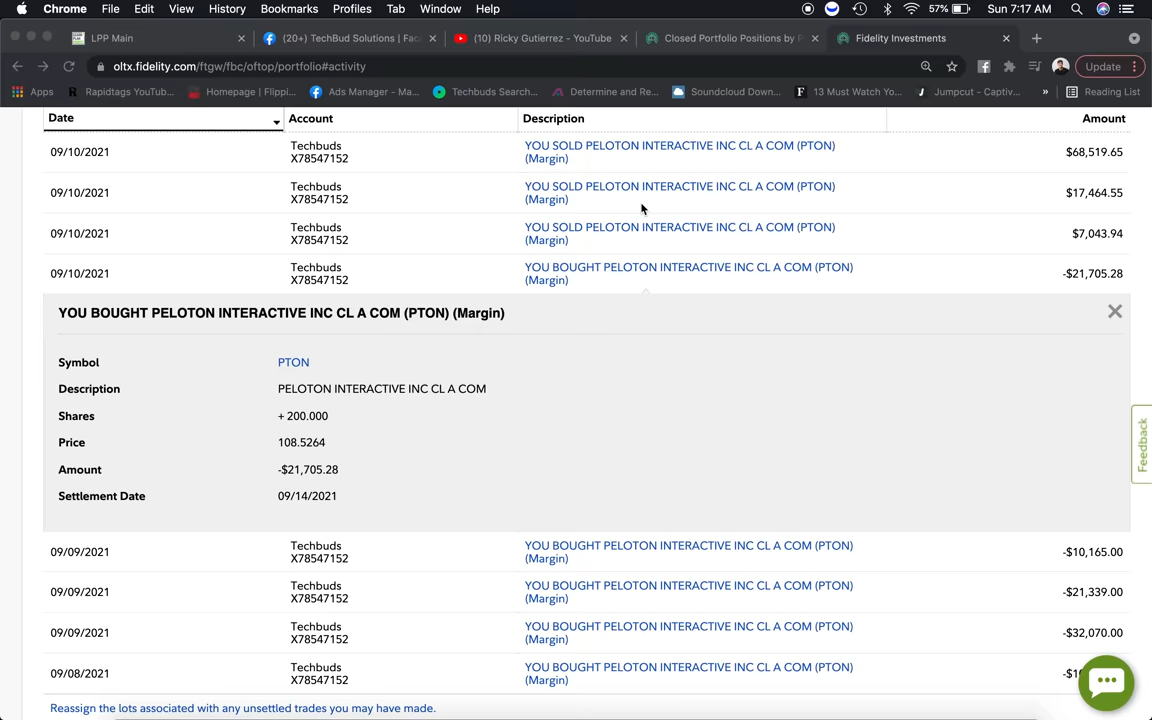 Chrome File Edit View History Bookmarks Profiles Tab Window Help 57% Sun 7:17 AM
LPP Main (20+) TechBud Solutions | Fac (10) Ricky Gutierrez - YouTube Closed Portfolio Positions by P Fidelity Investments
oltx.fidelity.com/ftgw/fbc/oftop/portfolio#activity Update
Apps Rapidtags YouTub... Homepage | Flippi... Ads Manager - Ma... Techbuds Search... Determine and Re... Soundcloud Down... 13 Must Watch Yo... Jumpcut - Captiv... » Reading List
Date Account Description Amount
09/10/2021 Techbuds X78547152 YOU SOLD PELOTON INTERACTIVE INC CL A COM (PTON) (Margin) $68,519.65
09/10/2021 Techbuds X78547152 YOU SOLD PELOTON INTERACTIVE INC CL A COM (PTON) (Margin) $17,464.55
09/10/2021 Techbuds X78547152 YOU SOLD PELOTON INTERACTIVE INC CL A COM (PTON) (Margin) $7,043.94
09/10/2021 Techbuds X78547152 YOU BOUGHT PELOTON INTERACTIVE INC CL A COM (PTON) (Margin) -$21,705.28
YOU BOUGHT PELOTON INTERACTIVE INC CL A COM (PTON) (Margin)
Symbol PTON
Description PELOTON INTERACTIVE INC CL A COM
Shares + 200.000
Price 108.5264
Amount -$21,705.28
Settlement Date 09/14/2021
Feedback
09/09/2021 Techbuds X78547152 YOU BOUGHT PELOTON INTERACTIVE INC CL A COM (PTON) (Margin) -$10,165.00
09/09/2021 Techbuds X78547152 YOU BOUGHT PELOTON INTERACTIVE INC CL A COM (PTON) (Margin) -$21,339.00
09/09/2021 Techbuds X78547152 YOU BOUGHT PELOTON INTERACTIVE INC CL A COM (PTON) (Margin) -$32,070.00
09/08/2021 Techbuds X78547152 YOU BOUGHT PELOTON INTERACTIVE INC CL A COM (PTON) (Margin)
Reassign the lots associated with any unsettled trades you may have made.